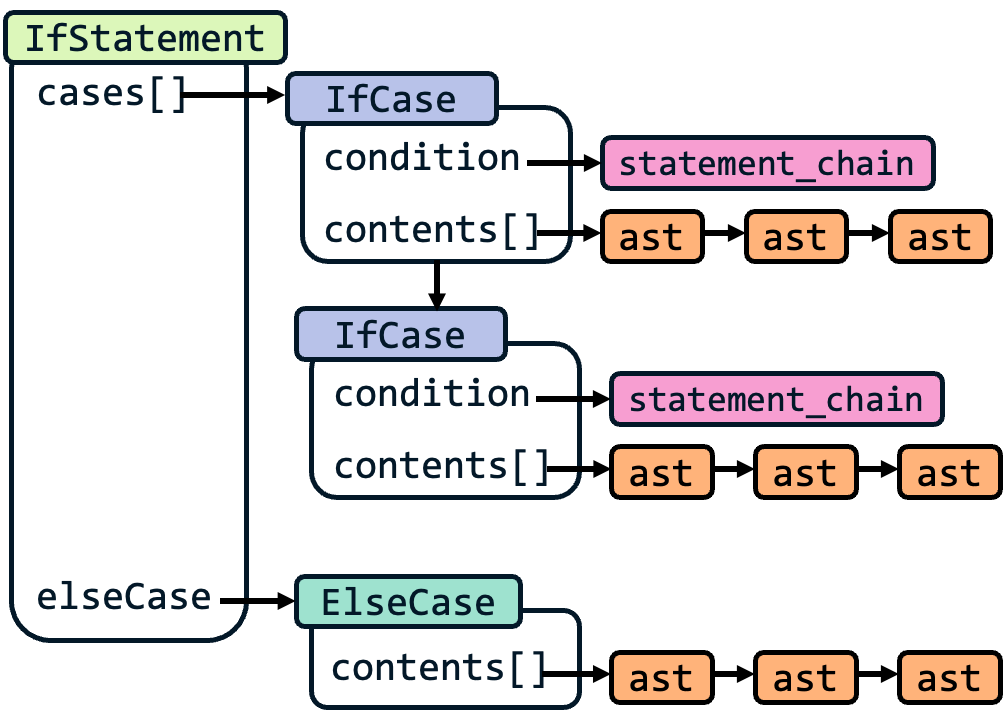 IfStatement
cases[]
IfCase
condition
statement_chain
contents[]
ast ast ast
IfCase
condition
statement_chain
contents[]
ast ast ast
elseCase
ElseCase
contents[]
ast ast ast